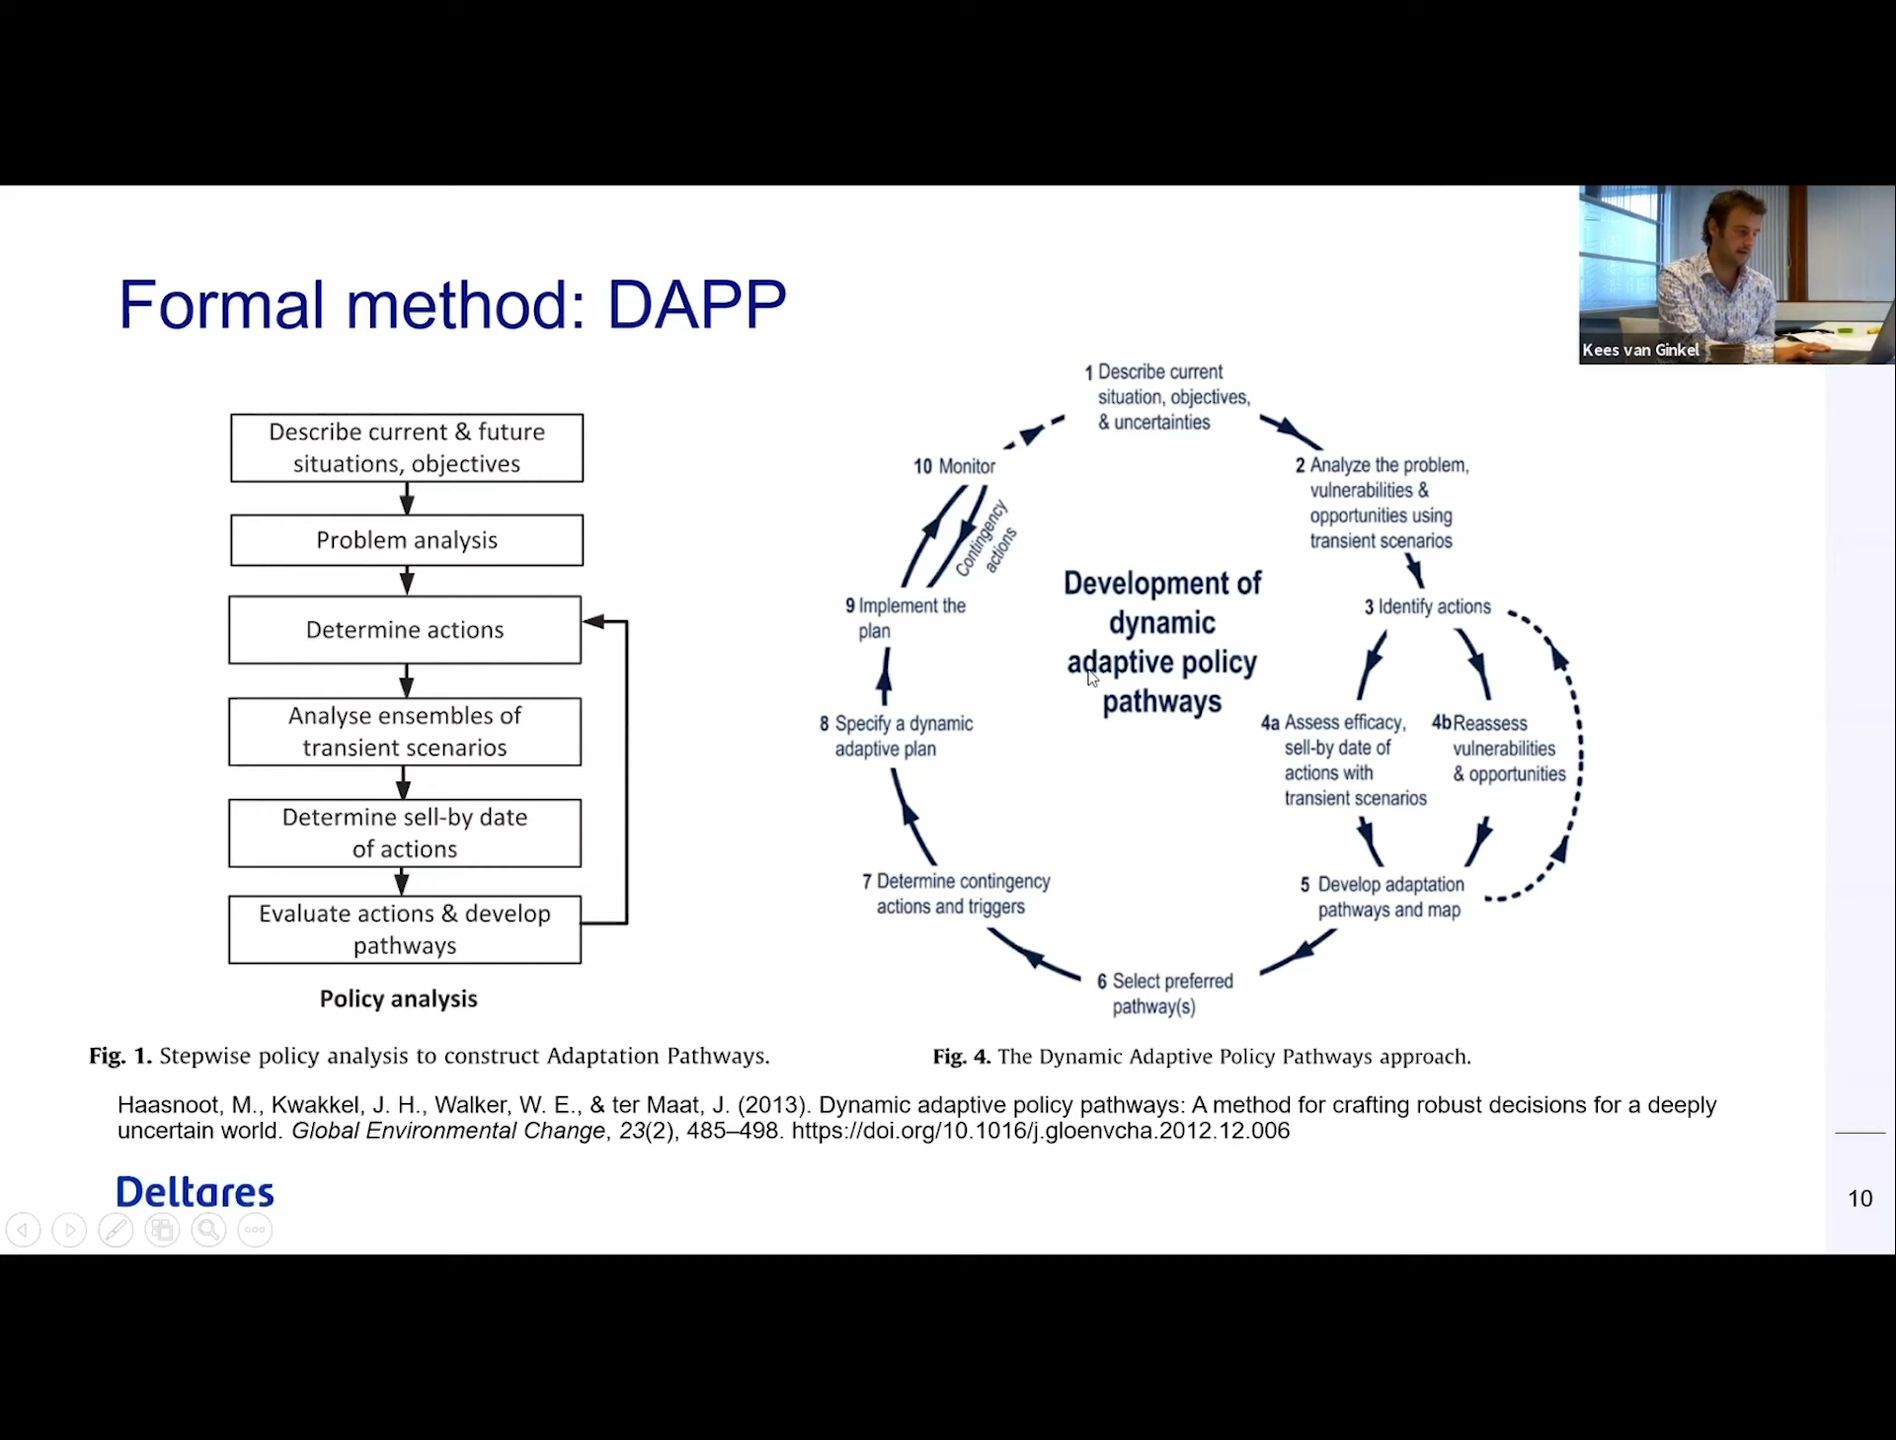 Formal method: DAPP
Kees van Ginkel
Describe current & future
situations, objectives
Problem analysis
Determine actions
Analyse ensembles of
transient scenarios
Determine sell-by date
of actions
Evaluate actions & develop
pathways
Policy analysis
Fig. 1. Stepwise policy analysis to construct Adaptation Pathways.
1 Describe current
situation, objectives,
& uncertainties
2 Analyze the problem,
vulnerabilities &
opportunities using
transient scenarios
3 Identify actions
4a Assess efficacy,
sell-by date of
actions with
transient scenarios
4b Reassess
vulnerabilities
& opportunities
5 Develop adaptation
pathways and map
6 Select preferred
pathway(s)
7 Determine contingency
actions and triggers
8 Specify a dynamic
adaptive plan
9 Implement the
plan
10 Monitor
Contingency
actions
Development of
dynamic
adaptive policy
pathways
Fig. 4. The Dynamic Adaptive Policy Pathways approach.
Haasnoot, M., Kwakkel, J. H., Walker, W. E., & ter Maat, J. (2013). Dynamic adaptive policy pathways: A method for crafting robust decisions for a deeply
uncertain world. Global Environmental Change, 23(2), 485–498. https://doi.org/10.1016/j.gloenvcha.2012.12.006
Deltares
10